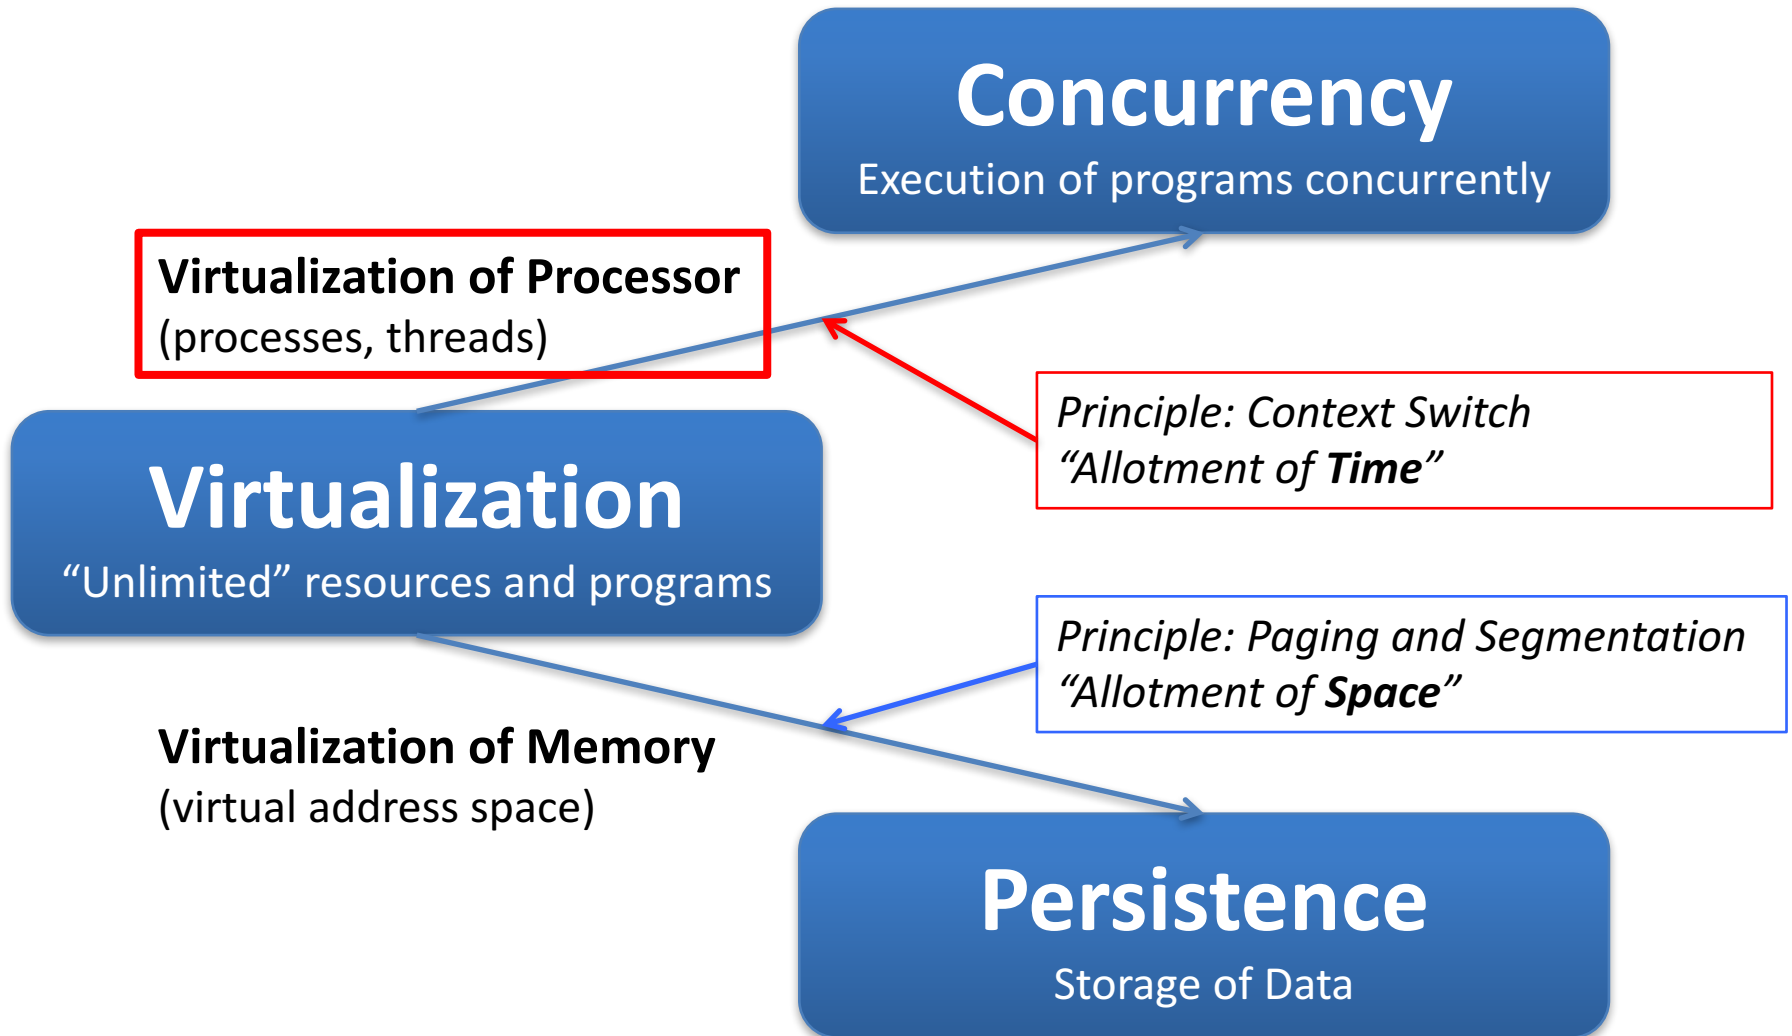 Concurrency
Execution of programs concurrently
Virtualization of Processor
(processes, threads)
Principle: Context Switch
“Allotment of Time”
Virtualization
“Unlimited” resources and programs
Principle: Paging and Segmentation
“Allotment of Space”
Virtualization of Memory
(virtual address space)
Persistence
Storage of Data